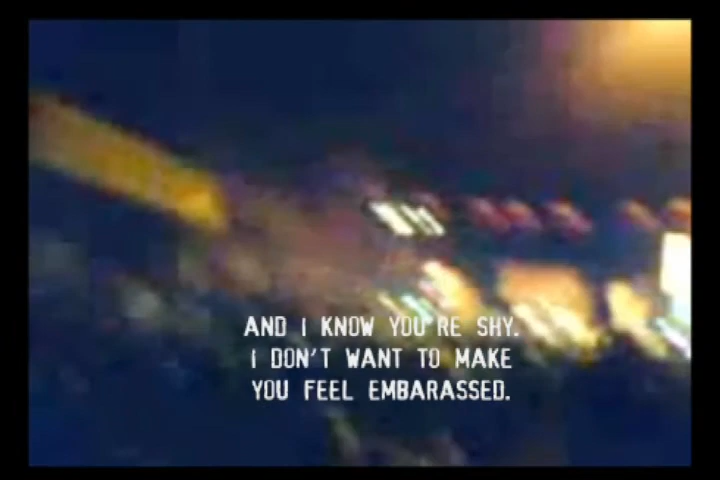 AND I KNOW YOU'RE SHY.
I DON'T WANT TO MAKE
YOU FEEL EMBARASSED.